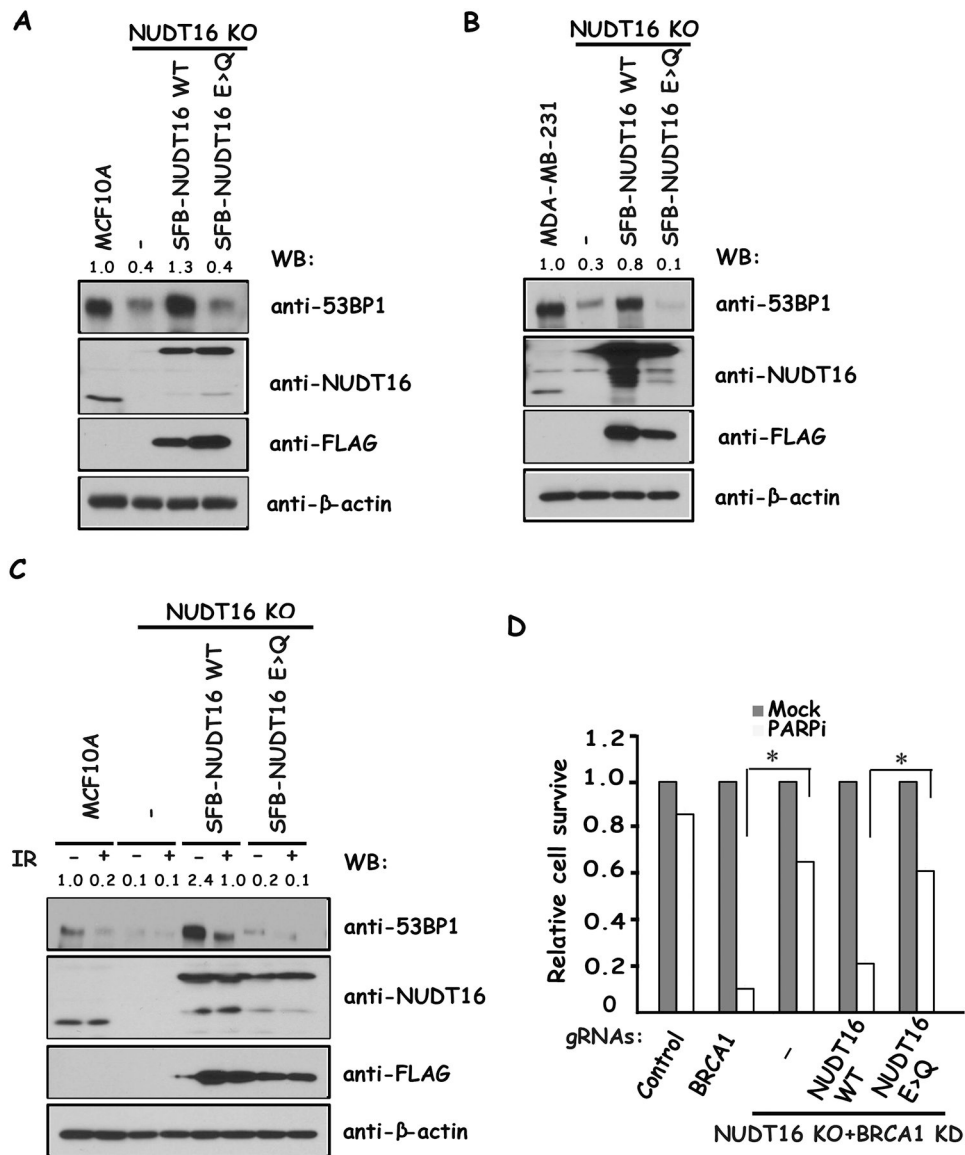 A
NUDT16 KO
MCF10A
-
SFB-NUDT16 WT
SFB-NUDT16 E>Q
WB:
1.0 0.4 1.3 0.4
anti-53BP1
anti-NUDT16
anti-FLAG
anti-β-actin
B
NUDT16 KO
MDA-MB-231
-
SFB-NUDT16 WT
SFB-NUDT16 E>Q
WB:
1.0 0.3 0.8 0.1
anti-53BP1
anti-NUDT16
anti-FLAG
anti-β-actin
C
NUDT16 KO
MCF10A
-
SFB-NUDT16 WT
SFB-NUDT16 E>Q
IR - + - + - + - + WB:
1.0 0.2 0.1 0.1 2.4 1.0 0.2 0.1
anti-53BP1
anti-NUDT16
anti-FLAG
anti-β-actin
D
Mock
PARPi
Relative cell survive
1.2
1.0
0.8
0.6
0.4
0.2
0
* *
gRNAs:
Control
BRCA1
-
NUDT16 WT
NUDT16 E>Q
NUDT16 KO+BRCA1 KD